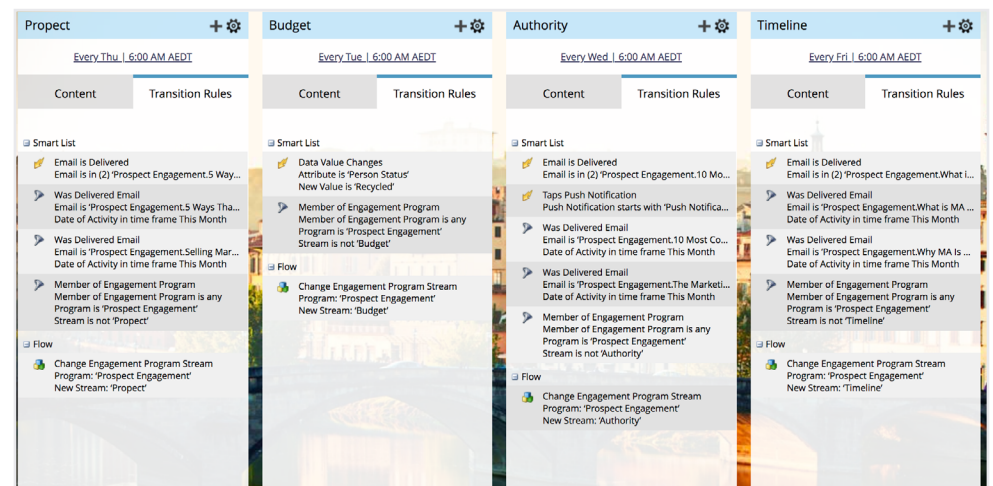 Propect
Every Thu | 6:00 AM AEDT
Content
Transition Rules
Smart List
Email is Delivered
Email is in (2) ‘Prospect Engagement.5 Way...
Was Delivered Email
Email is ‘Prospect Engagement.5 Ways Tha...
Date of Activity in time frame This Month
Was Delivered Email
Email is ‘Prospect Engagement.Selling Mar...
Date of Activity in time frame This Month
Member of Engagement Program
Member of Engagement Program is any
Program is ‘Prospect Engagement’
Stream is not ‘Propect’
Flow
Change Engagement Program Stream
Program: ‘Prospect Engagement’
New Stream: ‘Propect’
Budget
Every Tue | 6:00 AM AEDT
Content
Transition Rules
Smart List
Data Value Changes
Attribute is ‘Person Status’
New Value is ‘Recycled’
Member of Engagement Program
Member of Engagement Program is any
Program is ‘Prospect Engagement’
Stream is not ‘Budget’
Flow
Change Engagement Program Stream
Program: ‘Prospect Engagement’
New Stream: ‘Budget’
Authority
Every Wed | 6:00 AM AEDT
Content
Transition Rules
Smart List
Email is Delivered
Email is in (2) ‘Prospect Engagement.10 Mo...
Taps Push Notification
Push Notification starts with ‘Push Notifica...
Was Delivered Email
Email is ‘Prospect Engagement.10 Most Co...
Date of Activity in time frame This Month
Was Delivered Email
Email is ‘Prospect Engagement.The Marketi...
Date of Activity in time frame This Month
Member of Engagement Program
Member of Engagement Program is any
Program is ‘Prospect Engagement’
Stream is not ‘Authority’
Flow
Change Engagement Program Stream
Program: ‘Prospect Engagement’
New Stream: ‘Authority’
Timeline
Every Fri | 6:00 AM AEDT
Content
Transition Rules
Smart List
Email is Delivered
Email is in (2) ‘Prospect Engagement.What i...
Was Delivered Email
Email is ‘Prospect Engagement.What is MA ...
Date of Activity in time frame This Month
Was Delivered Email
Email is ‘Prospect Engagement.Why MA Is ...
Date of Activity in time frame This Month
Member of Engagement Program
Member of Engagement Program is any
Program is ‘Prospect Engagement’
Stream is not ‘Timeline’
Flow
Change Engagement Program Stream
Program: ‘Prospect Engagement’
New Stream: ‘Timeline’